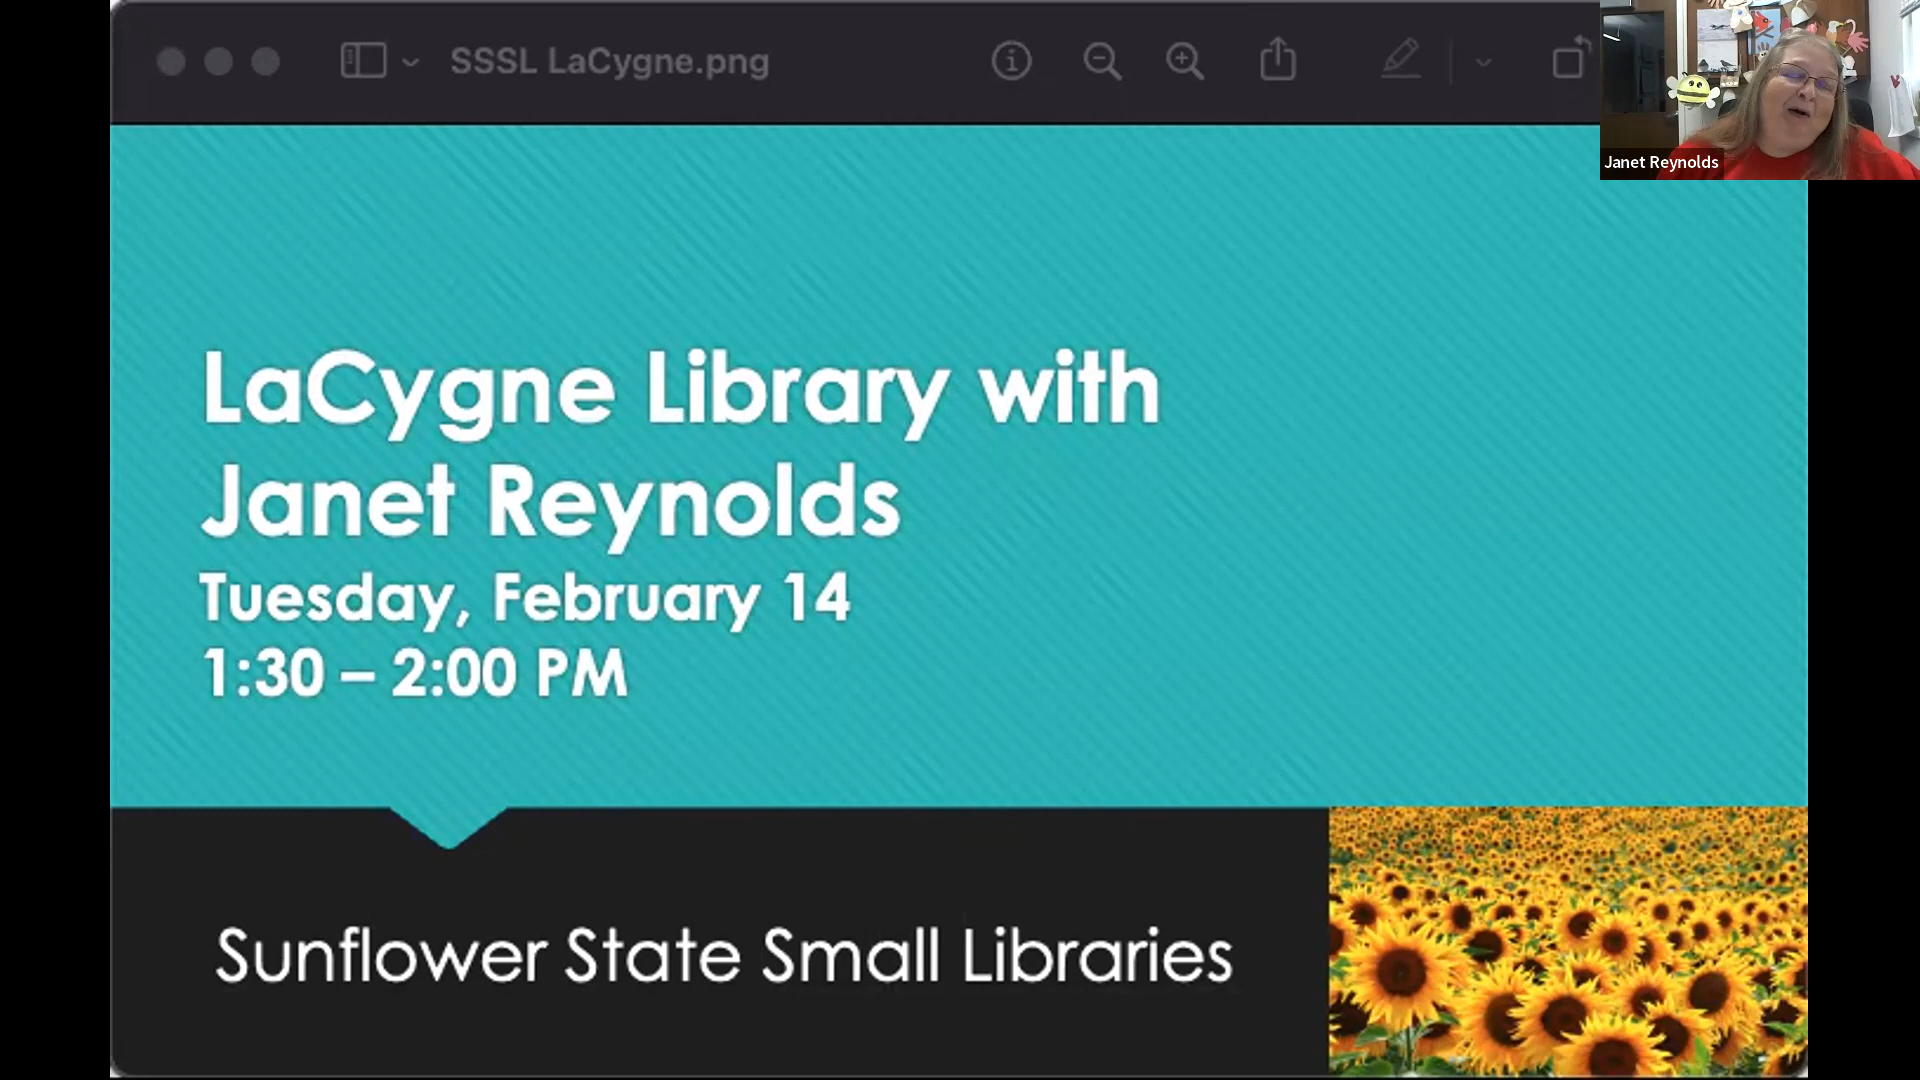 SSSL LaCygne.png
Janet Reynolds
LaCygne Library with
Janet Reynolds
Tuesday, February 14
1:30 – 2:00 PM
Sunflower State Small Libraries